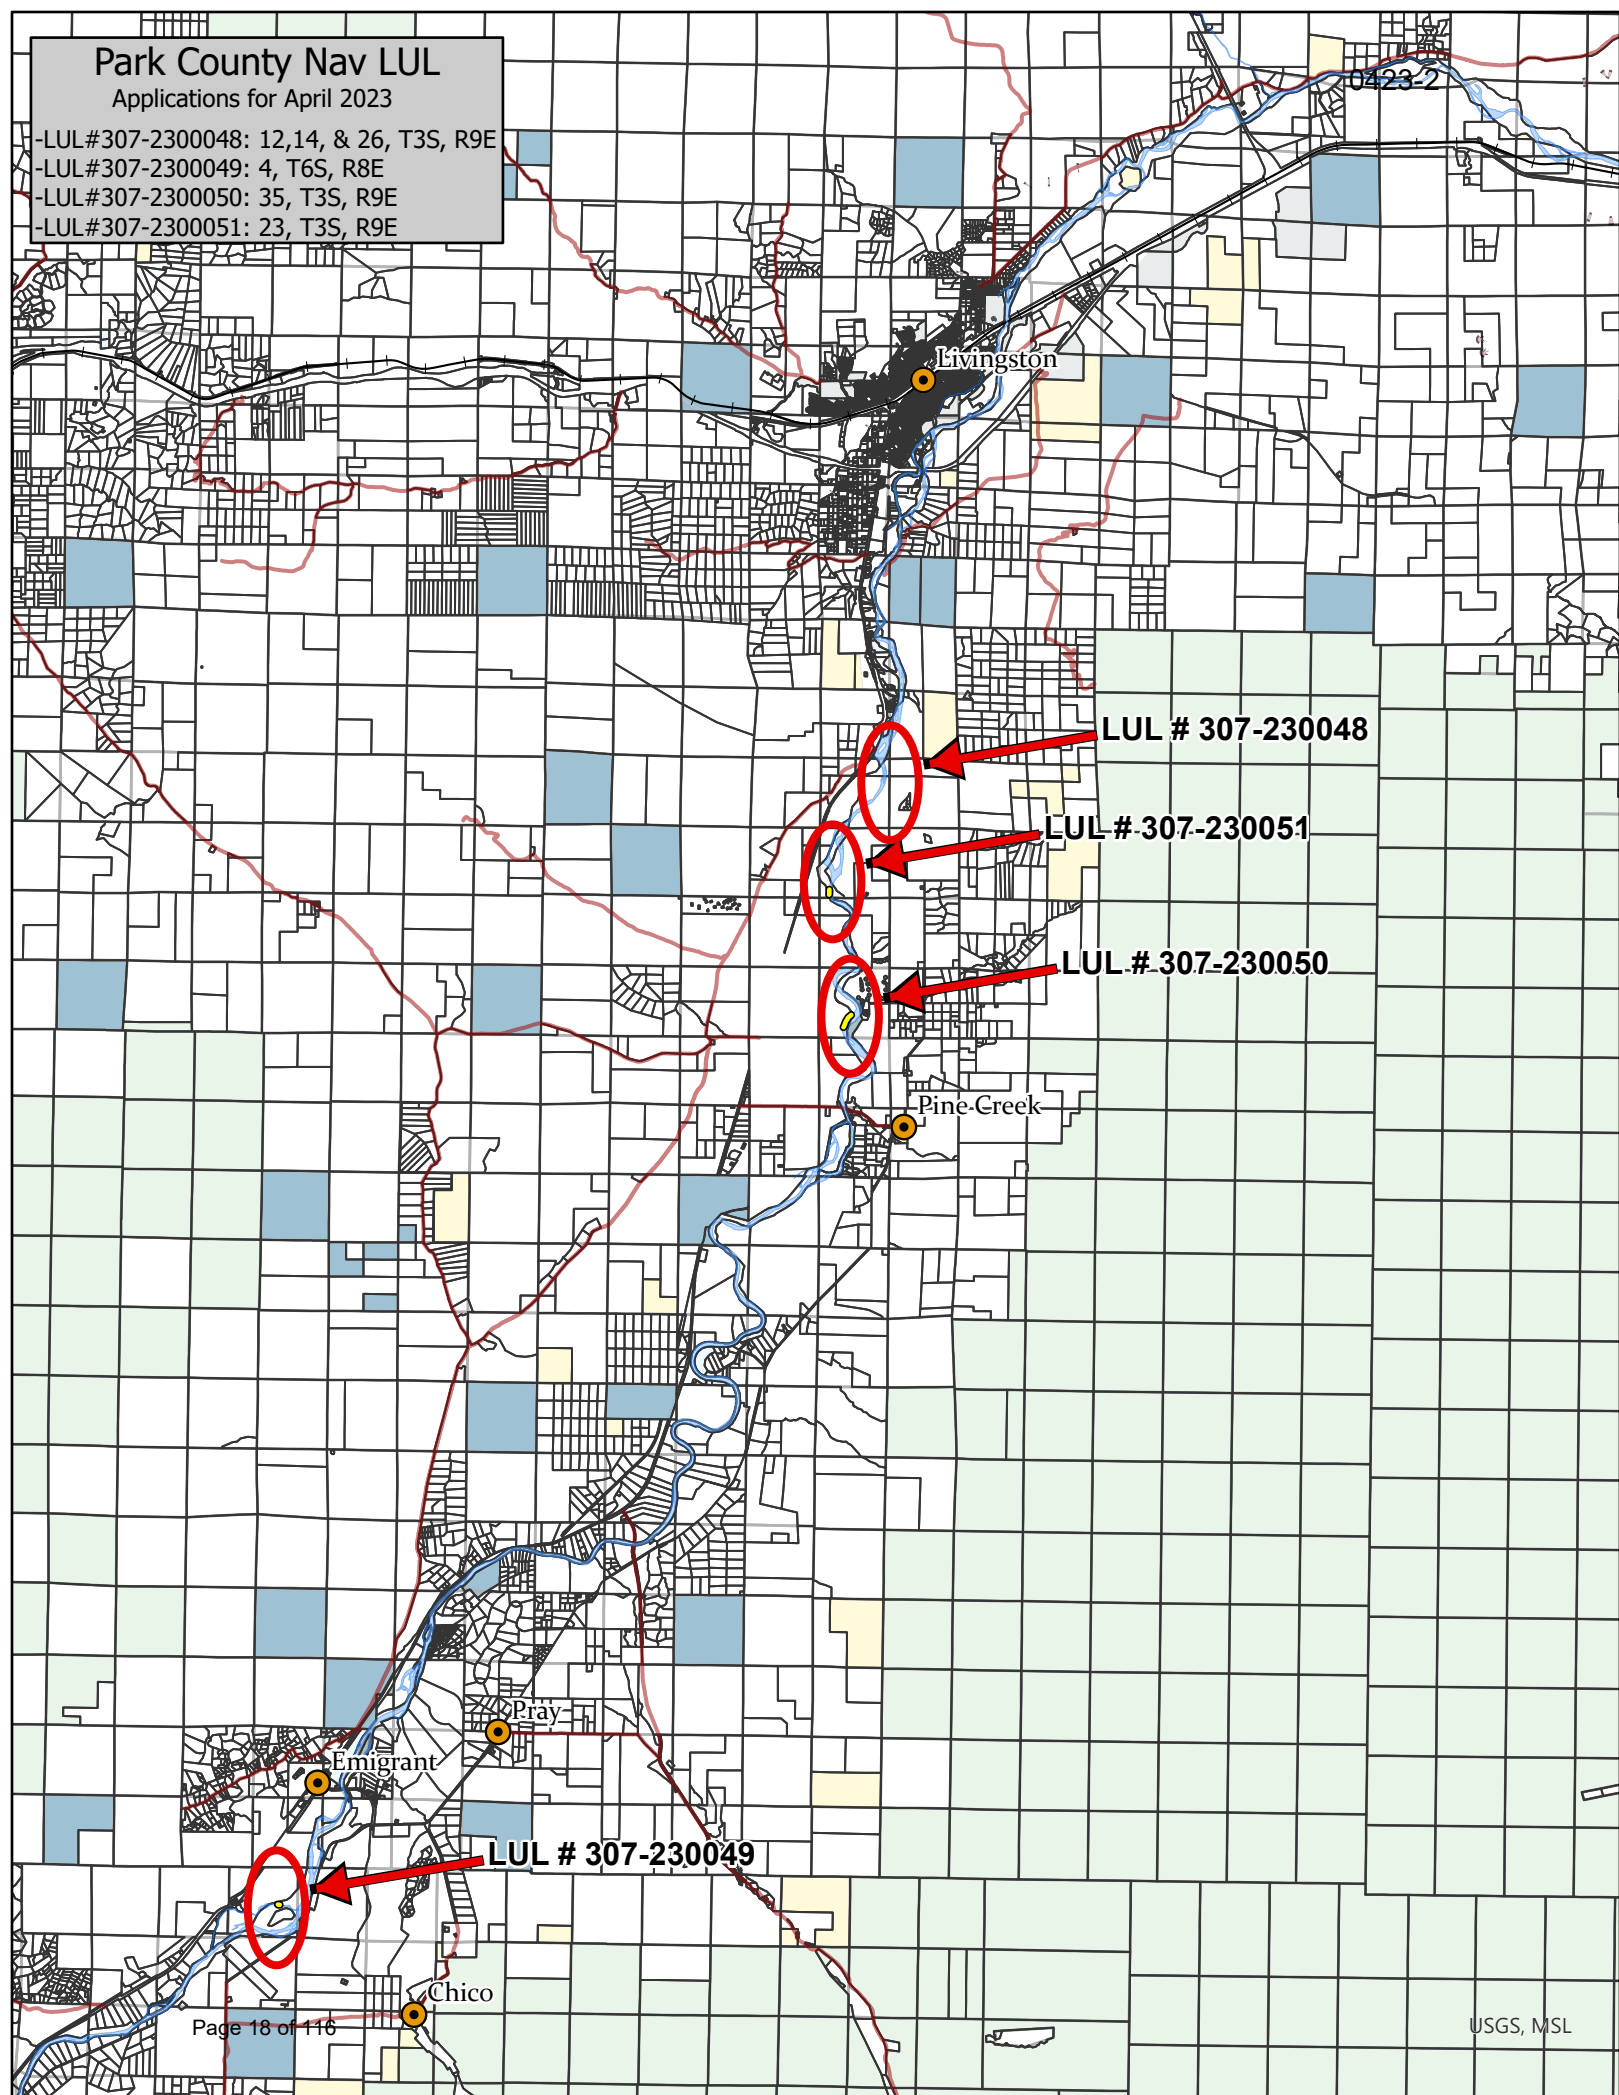 Park County Nav LUL
Applications for April 2023
-LUL#307-2300048: 12,14, & 26, T3S, R9E
-LUL#307-2300049: 4, T6S, R8E
-LUL#307-2300050: 35, T3S, R9E
-LUL#307-2300051: 23, T3S, R9E
0423-2
Livingston
LUL # 307-230048
LUL # 307-230051
LUL # 307-230050
Pine Creek
Pray
Emigrant
LUL # 307-230049
Chico
Page 18 of 116
USGS, MSL